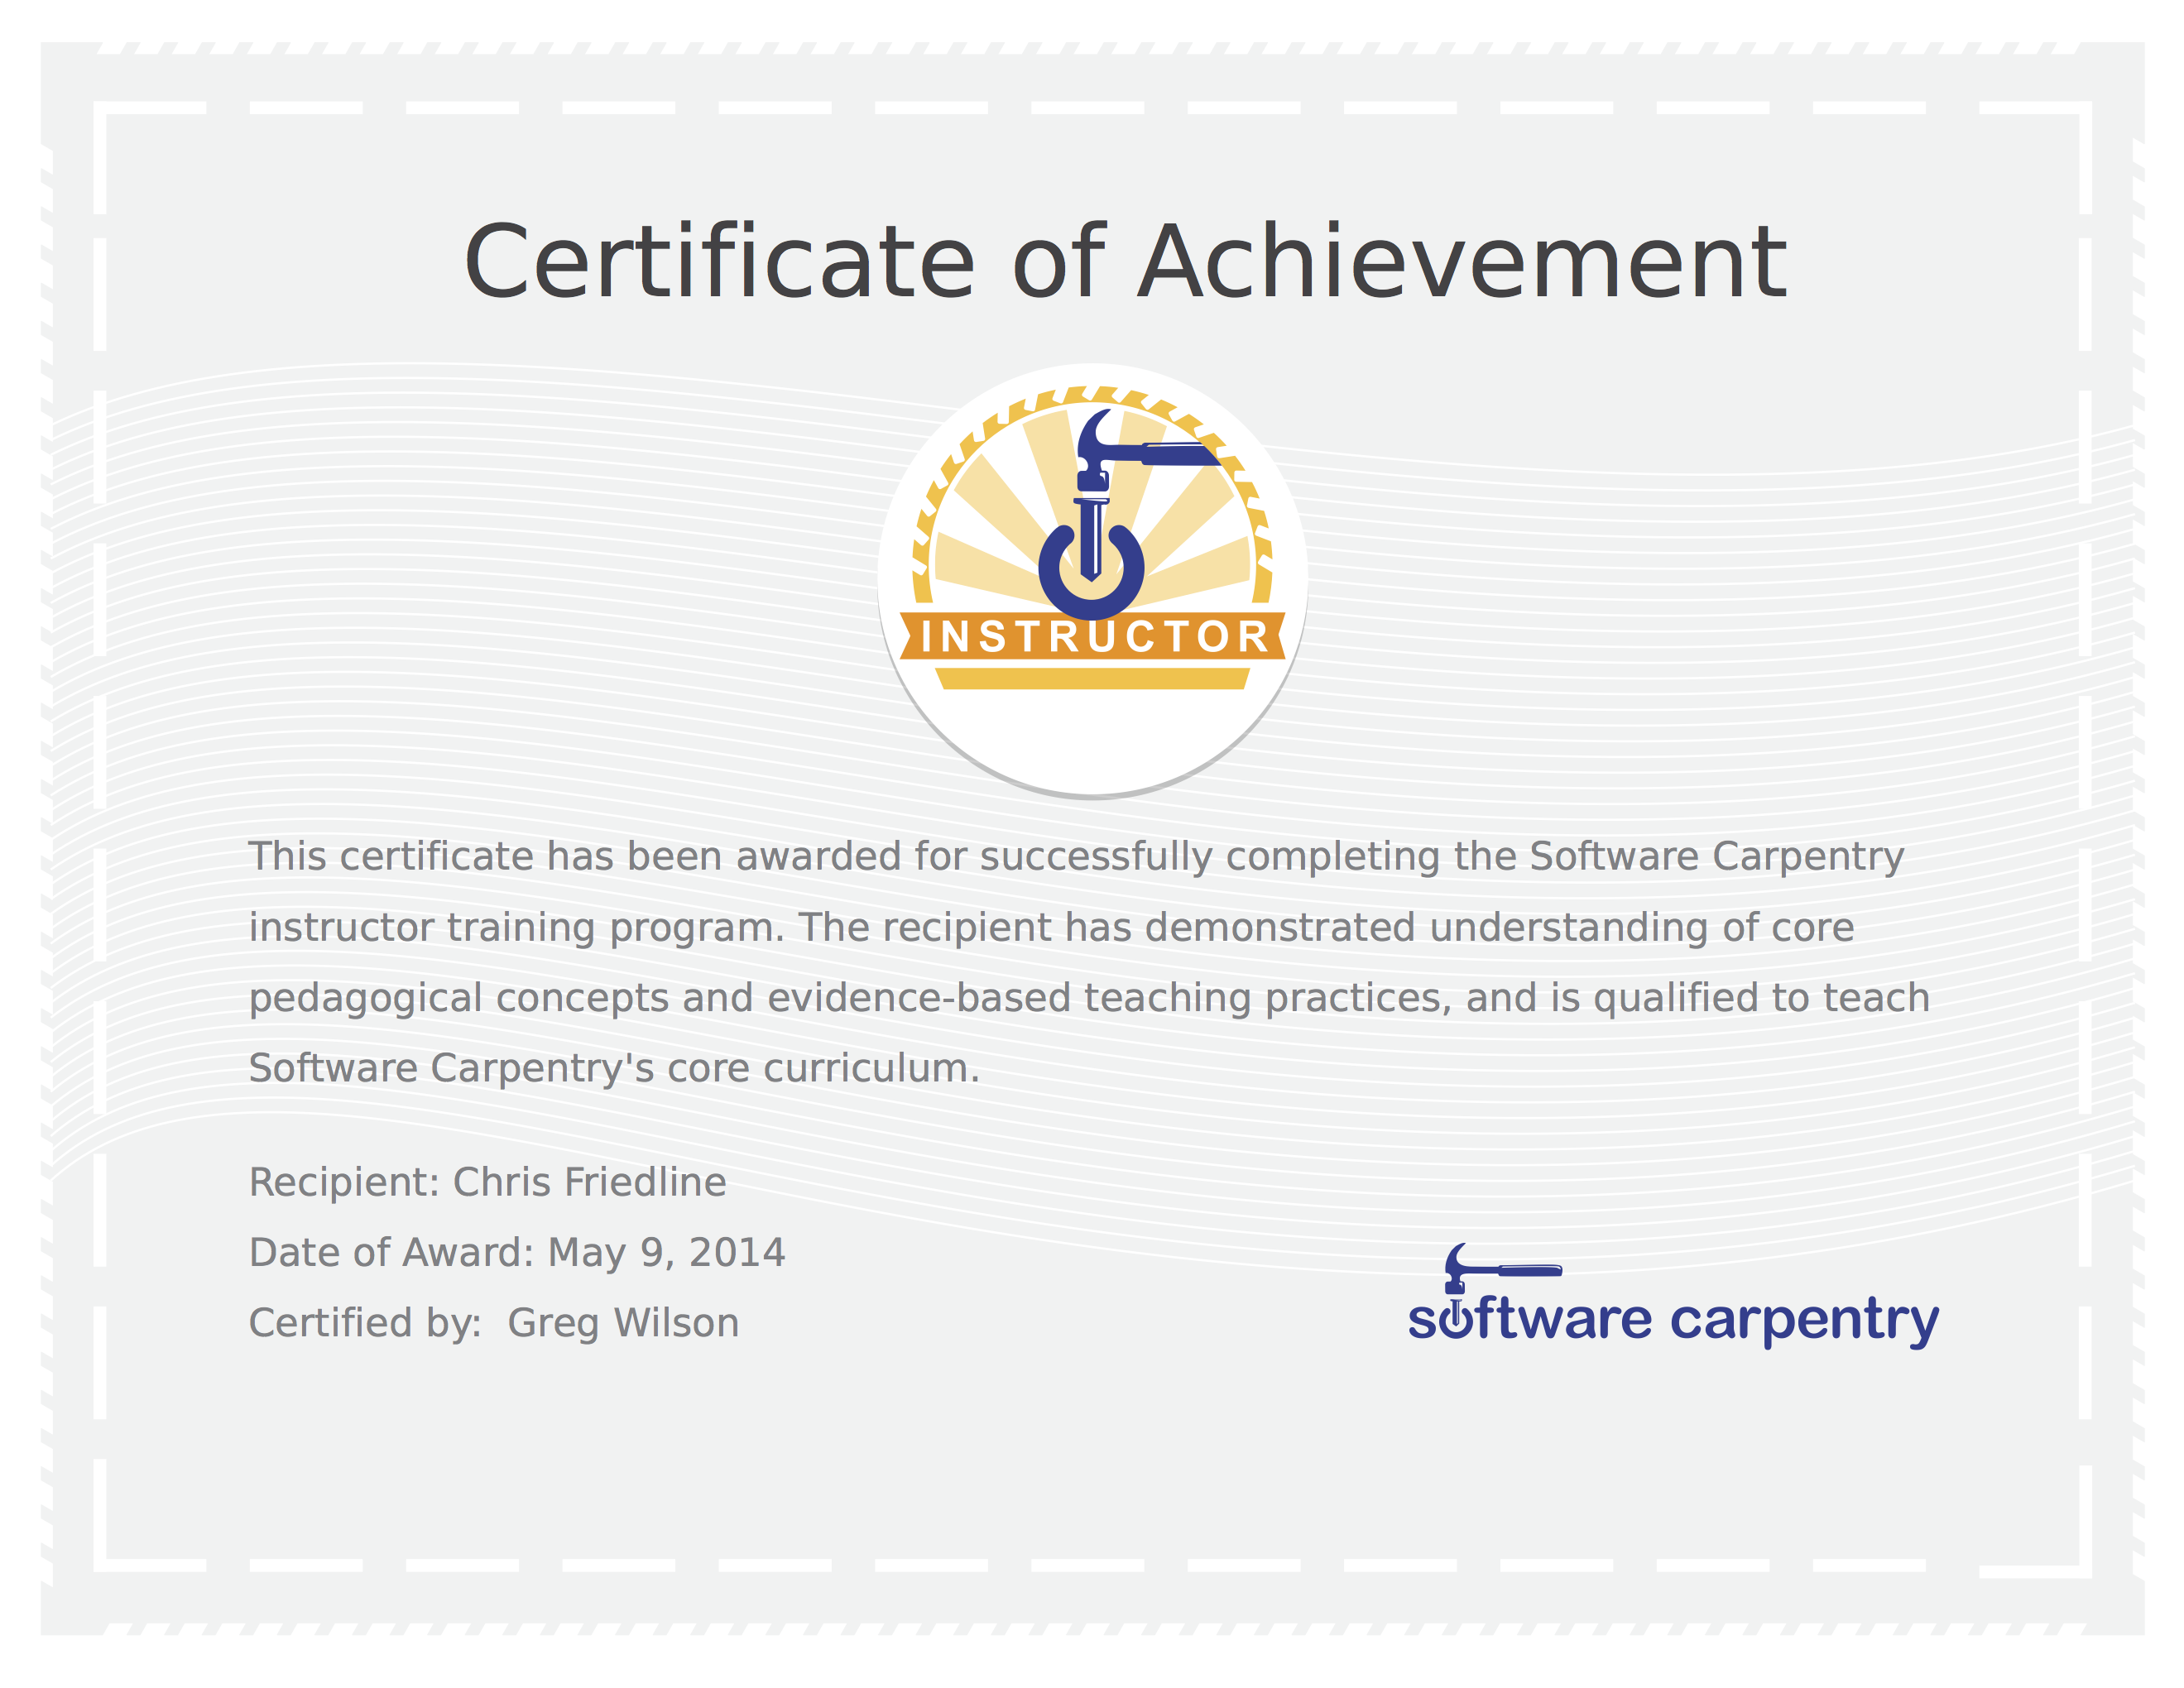 Certificate of Achievement
INSTRUCTOR
This certificate has been awarded for successfully completing the Software Carpentry
instructor training program. The recipient has demonstrated understanding of core
pedagogical concepts and evidence-based teaching practices, and is qualified to teach
Software Carpentry's core curriculum.
Recipient: Chris Friedline
Date of Award: May 9, 2014
Certified by:  Greg Wilson
software carpentry